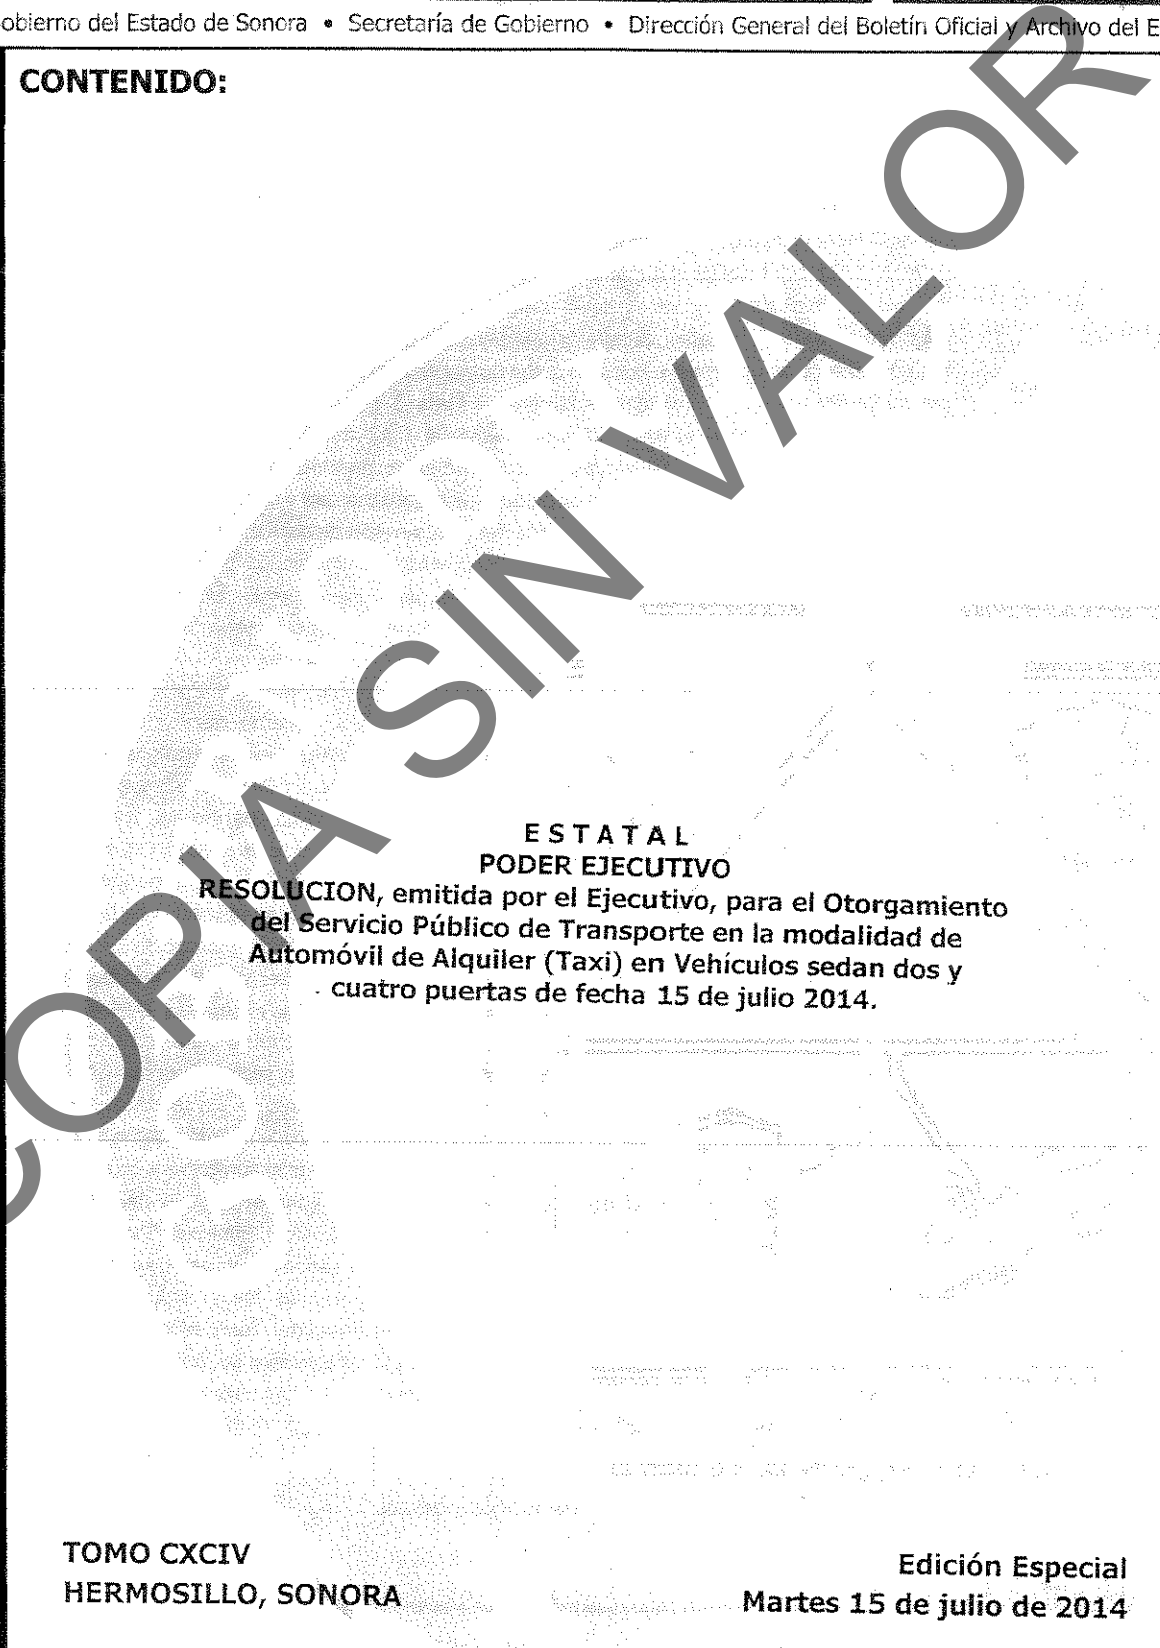 obierno del Estado de Sonora • Secretaría de Gobierno • Dirección General del Boletín Oficial y Archivo del E
CONTENIDO:
COPIA SIN VALOR
E S T A T A L
PODER EJECUTIVO
RESOLUCION, emitida por el Ejecutivo, para el Otorgamiento
del Servicio Público de Transporte en la modalidad de
Automóvil de Alquiler (Taxi) en Vehículos sedan dos y
cuatro puertas de fecha 15 de julio 2014.
TOMO CXCIV
HERMOSILLO, SONORA
Edición Especial
Martes 15 de julio de 2014